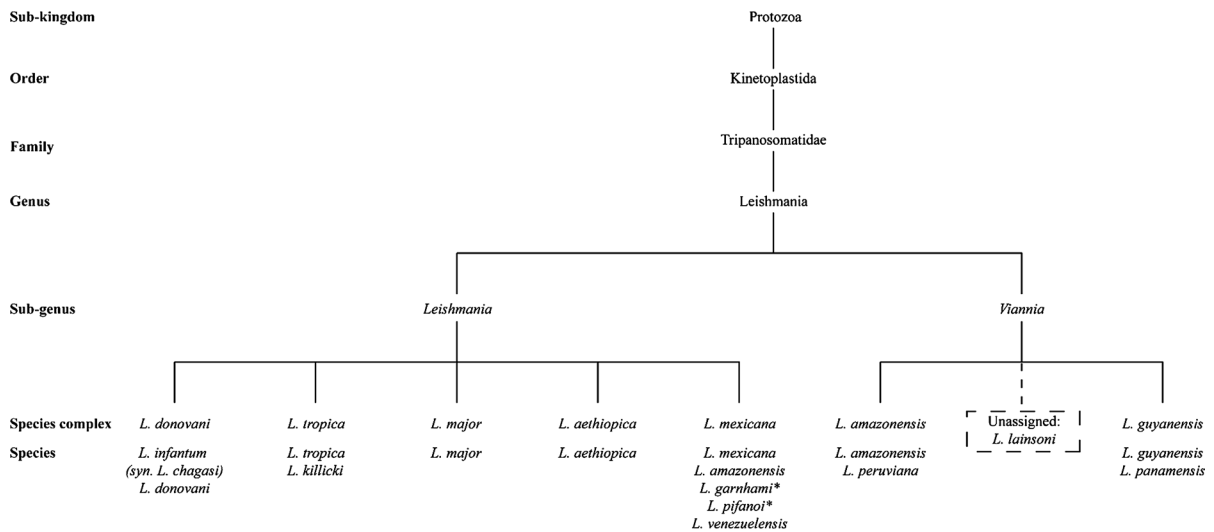 Sub-kingdom Protozoa
Order Kinetoplastida
Family Tripanosomatidae
Genus Leishmania
Sub-genus Leishmania Viannia
Species complex L. donovani L. tropica L. major L. aethiopica L. mexicana L. amazonensis Unassigned: L. guyanensis
L. lainsoni
Species L. infantum L. tropica L. major L. aethiopica L. mexicana L. amazonensis L. guyanensis
(syn. L. chagasi) L. killicki L. amazonensis L. peruviana L. panamensis
L. donovani L. garnhami*
L. pifanoi*
L. venezuelensis